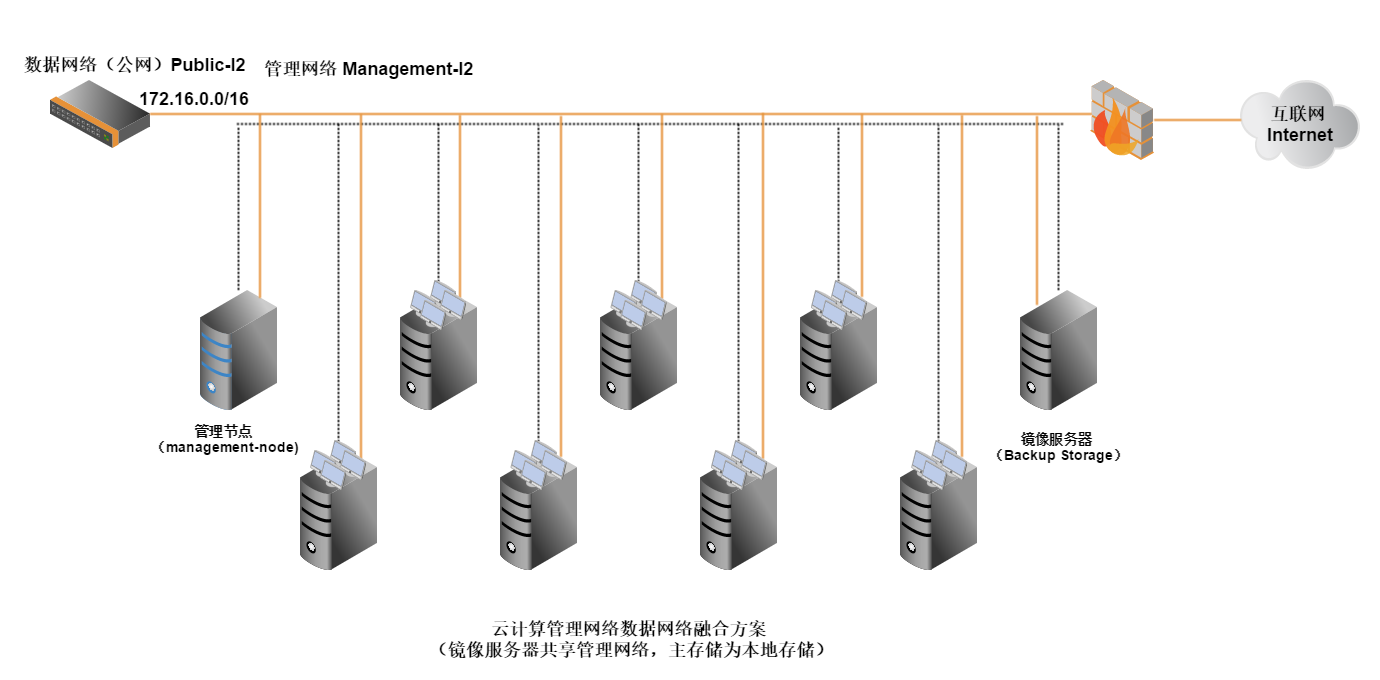 数据网络（公网）Public-l2
管理网络 Management-l2
172.16.0.0/16
互联网
Internet
管理节点
（management-node)
镜像服务器
（Backup Storage）
云计算管理网络数据网络融合方案
（镜像服务器共享管理网络，主存储为本地存储）